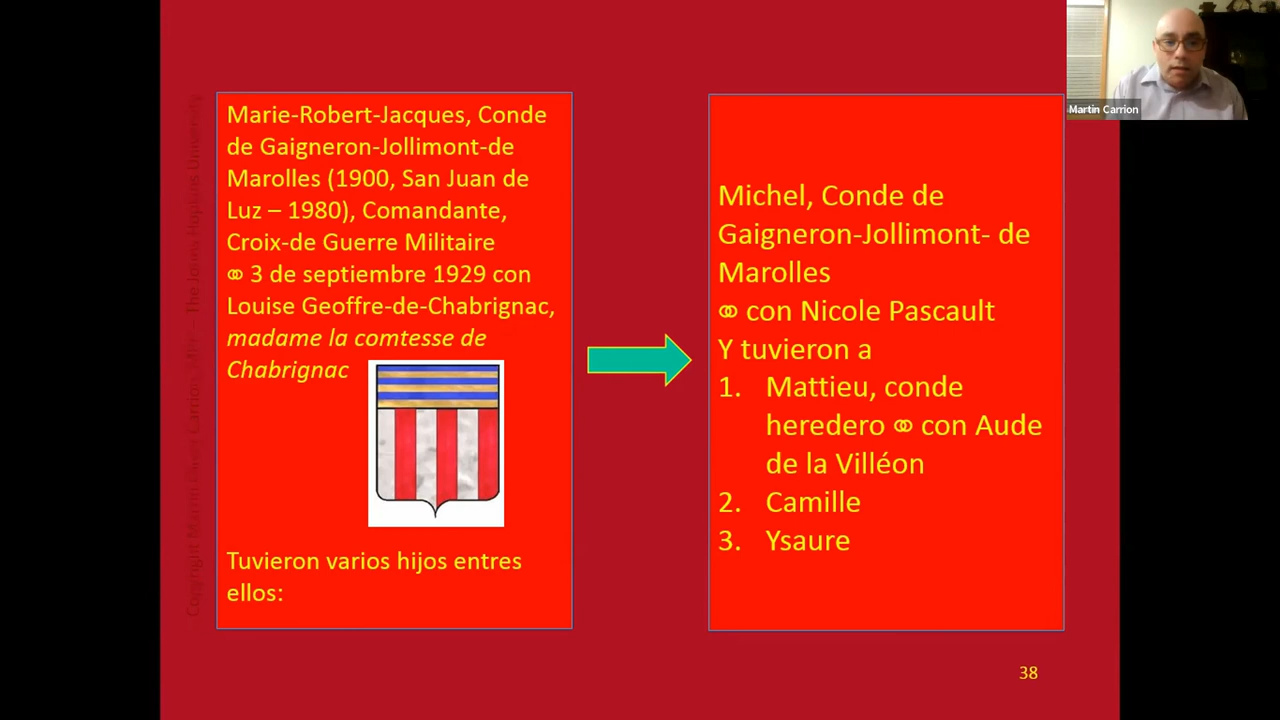 Marie-Robert-Jacques, Conde
de Gaigneron-Jollimont-de
Marolles (1900, San Juan de
Luz – 1980), Comandante,
Croix-de Guerre Militaire
⚭ 3 de septiembre 1929 con
Louise Geoffre-de-Chabrignac,
madame la comtesse de
Chabrignac
Tuvieron varios hijos entres
ellos:
Michel, Conde de
Gaigneron-Jollimont- de
Marolles
⚭ con Nicole Pascault
Y tuvieron a
1. Mattieu, conde
heredero ⚭ con Aude
de la Villéon
2. Camille
3. Ysaure
38
Martin Carrion